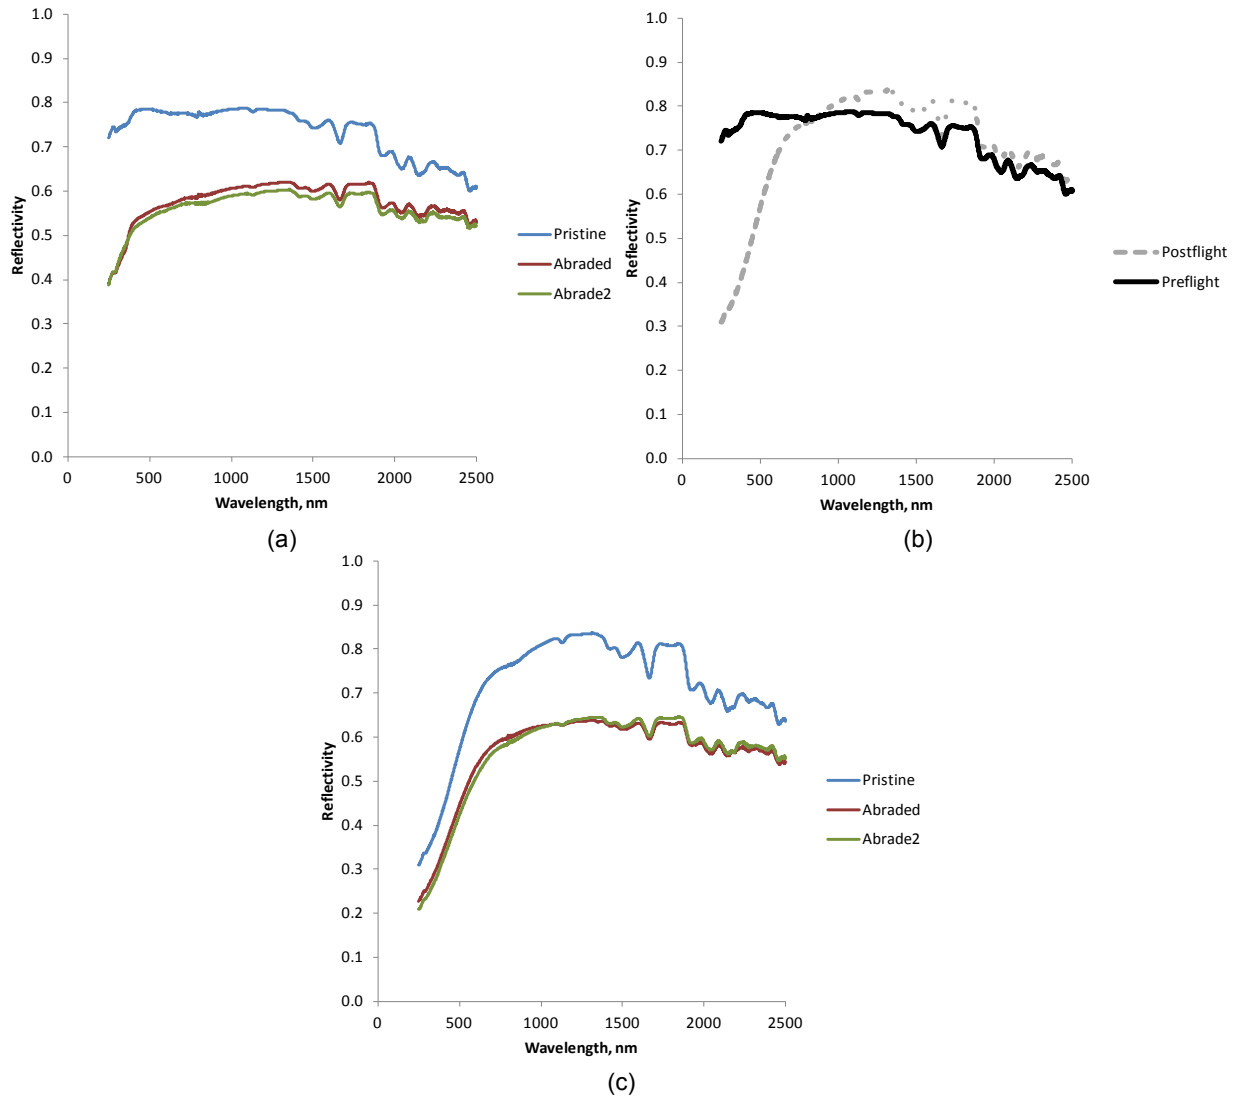 1.0
0.9
0.8
0.7
0.6
0.5
0.4
0.3
0.2
0.1
0.0
Reflectivity
0 500 1000 1500 2000 2500
Wavelength, nm
Pristine
Abraded
Abrade2
(a)
1.0
0.9
0.8
0.7
0.6
0.5
0.4
0.3
0.2
0.1
0.0
Reflectivity
0 500 1000 1500 2000 2500
Wavelength, nm
Postflight
Preflight
(b)
1.0
0.9
0.8
0.7
0.6
0.5
0.4
0.3
0.2
0.1
0.0
Reflectivity
0 500 1000 1500 2000 2500
Wavelength, nm
Pristine
Abraded
Abrade2
(c)